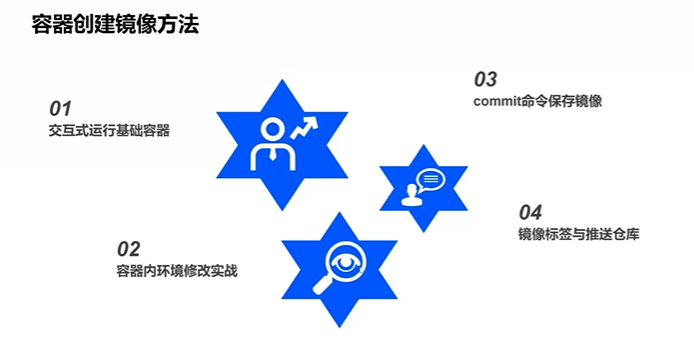 容器创建镜像方法
01
交互式运行基础容器
02
容器内环境修改实战
03
commit命令保存镜像
04
镜像标签与推送仓库